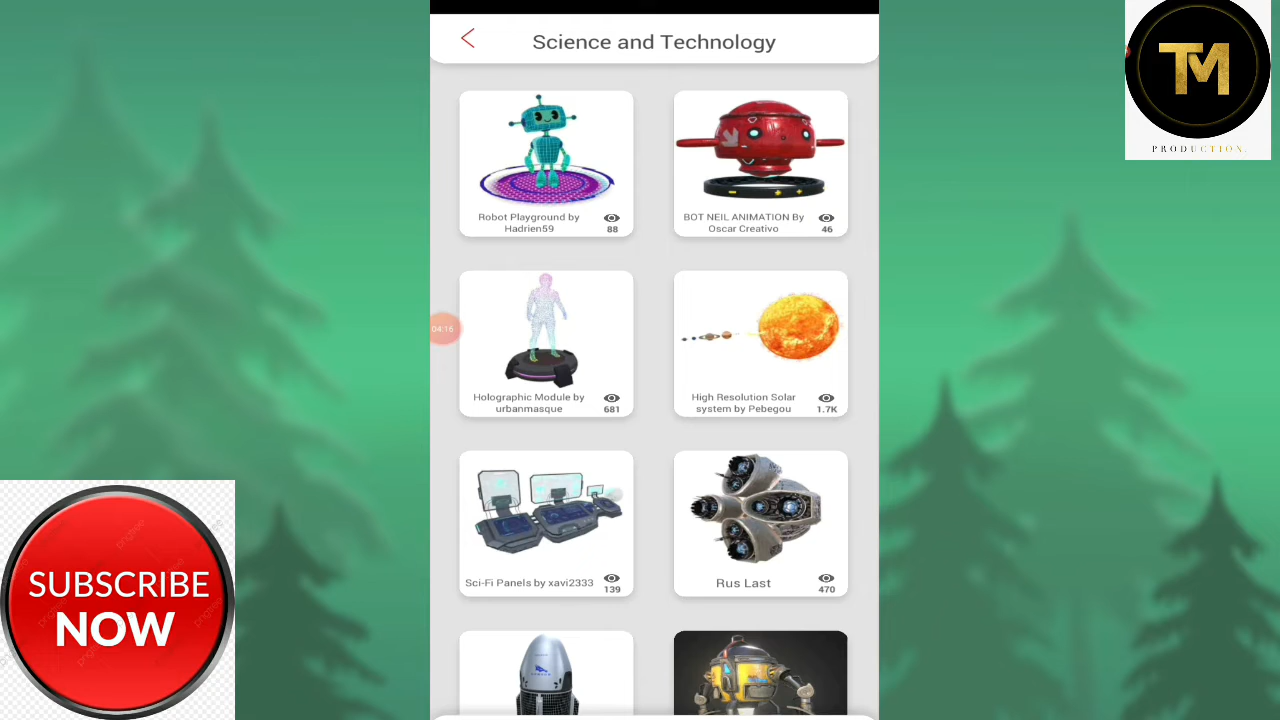 Science and Technology
TM
PRODUCTION.
Robot Playground by
Hadrien59
88
BOT NEIL ANIMATION By
Oscar Creativo
46
04:16
Holographic Module by
urbanmasque
681
High Resolution Solar
system by Pebegou
1.7K
Sci-Fi Panels by xavi2333
139
Rus Last
470
SUBSCRIBE
NOW